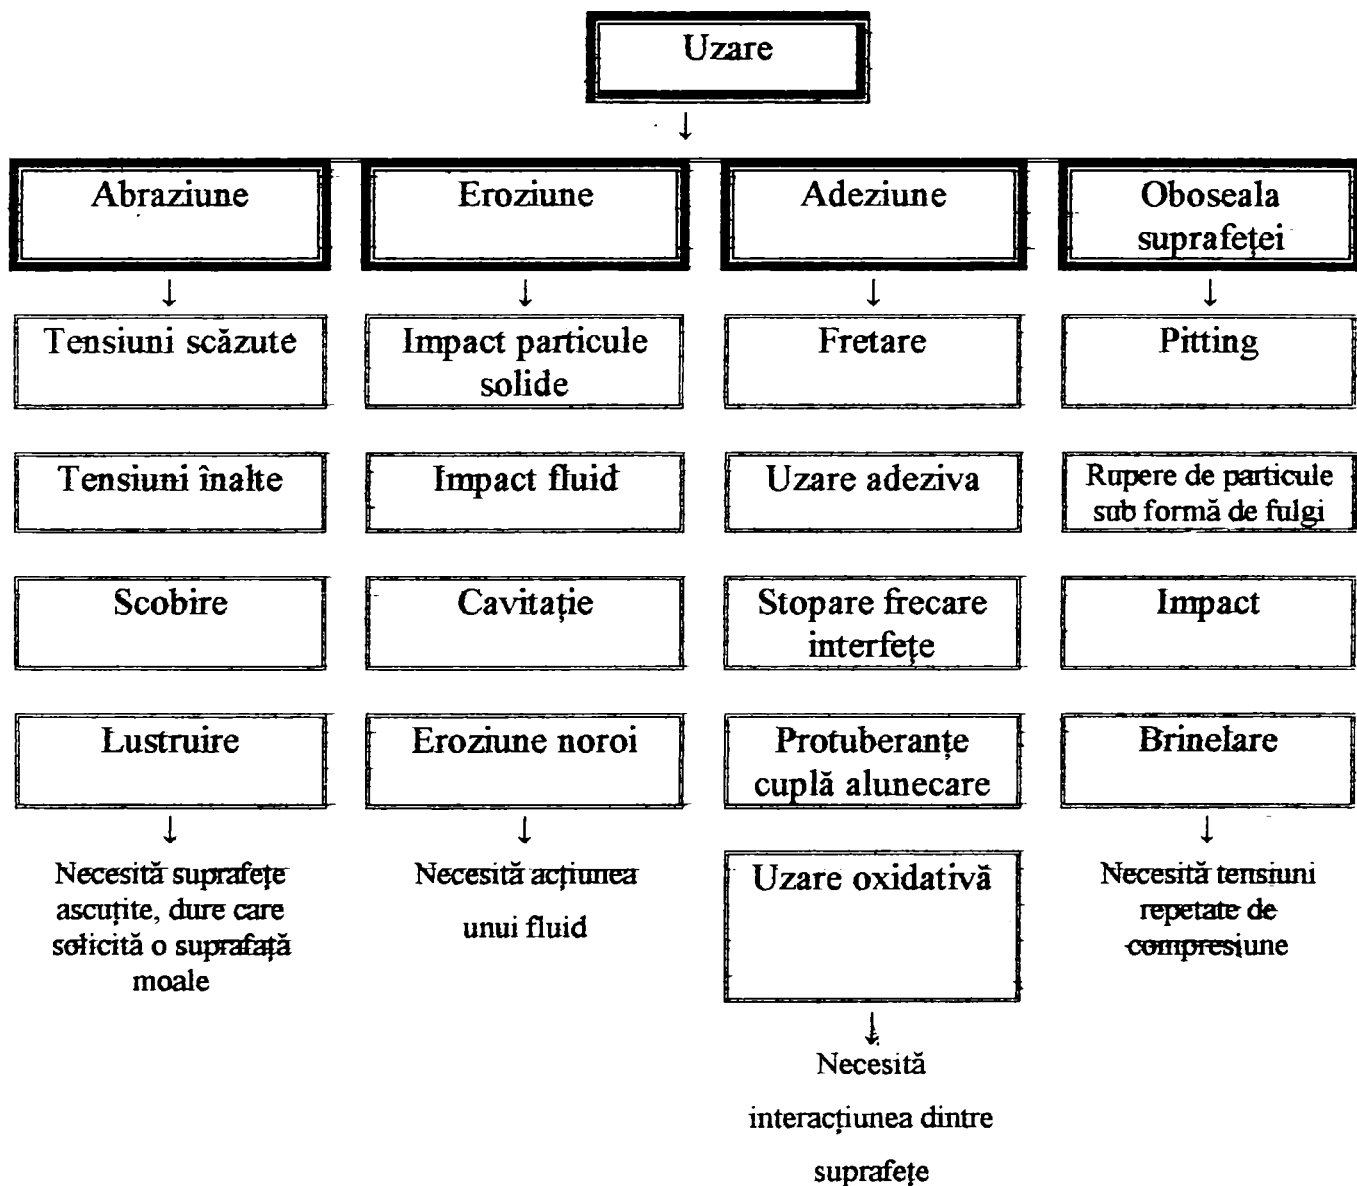 Uzare
Abraziune
Eroziune
Adeziune
Oboseala
suprafeței
Tensiuni scăzute
Impact particule
solide
Fretare
Pitting
Tensiuni înalte
Impact fluid
Uzare adeziva
Rupere de particule
sub formă de fulgi
Scobire
Cavitație
Stopare frecare
interfețe
Impact
Lustruire
Eroziune noroi
Protuberanțe
cuplă alunecare
Brinelare
Necesită suprafețe
ascuțite, dure care
solicită o suprafață
moale
Necesită acțiunea
unui fluid
Uzare oxidativă
Necesită tensiuni
repetate de
compresiune
Necesită
interacțiunea dintre
suprafețe